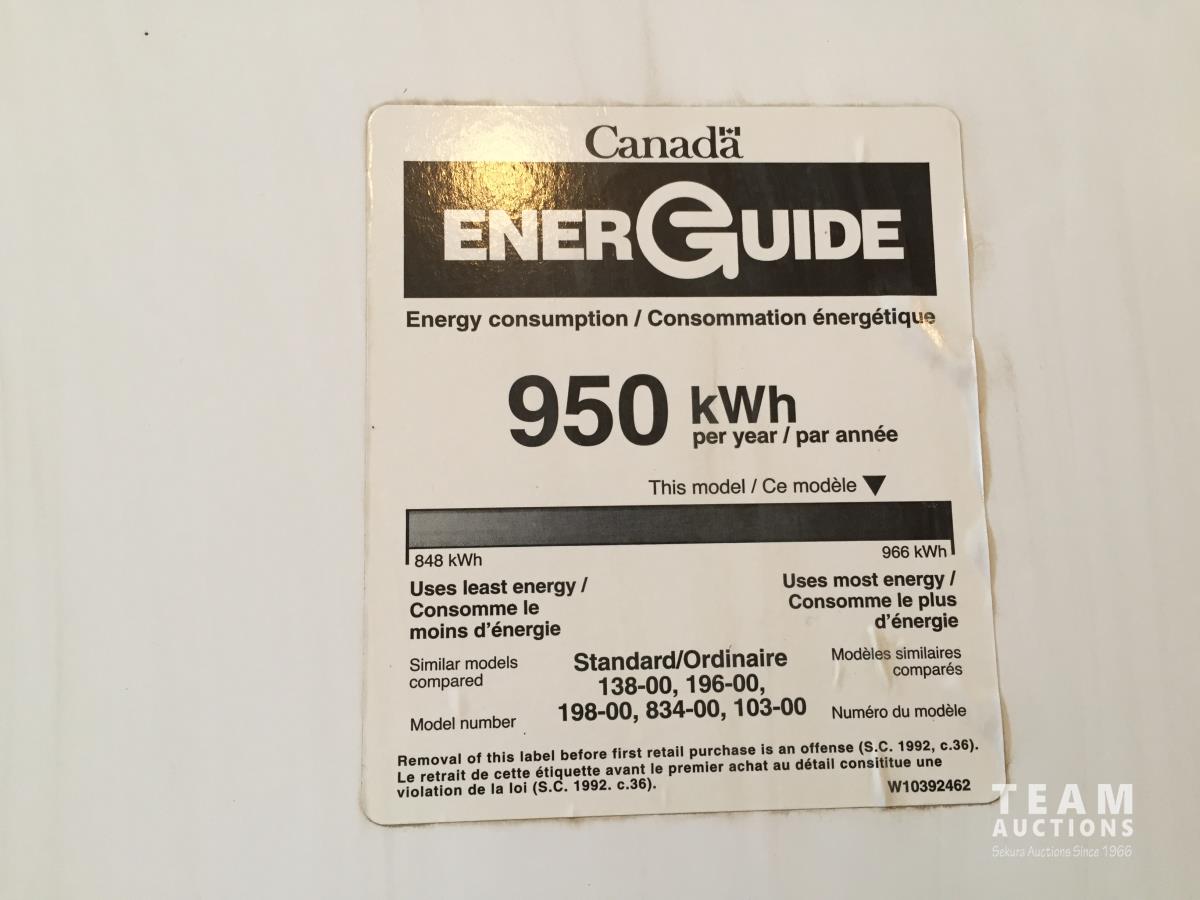 Canada
ENERGUIDE
Energy consumption / Consommation énergétique
950 kWh
per year / par année
This model / Ce modèle
848 kWh
966 kWh
Uses least energy /
Consomme le
moins d'énergie
Uses most energy /
Consomme le plus
d'énergie
Similar models
compared
Standard/Ordinaire
138-00, 196-00,
198-00, 834-00, 103-00
Modèles similaires
comparés
Model number
Numéro du modèle
Removal of this label before first retail purchase is an offense (S.C. 1992, c.36).
Le retrait de cette étiquette avant le premier achat au détail consititue une
violation de la loi (S.C. 1992. c.36).
W10392462
TEAM
AUCTIONS
Sekura Auctions Since 1966